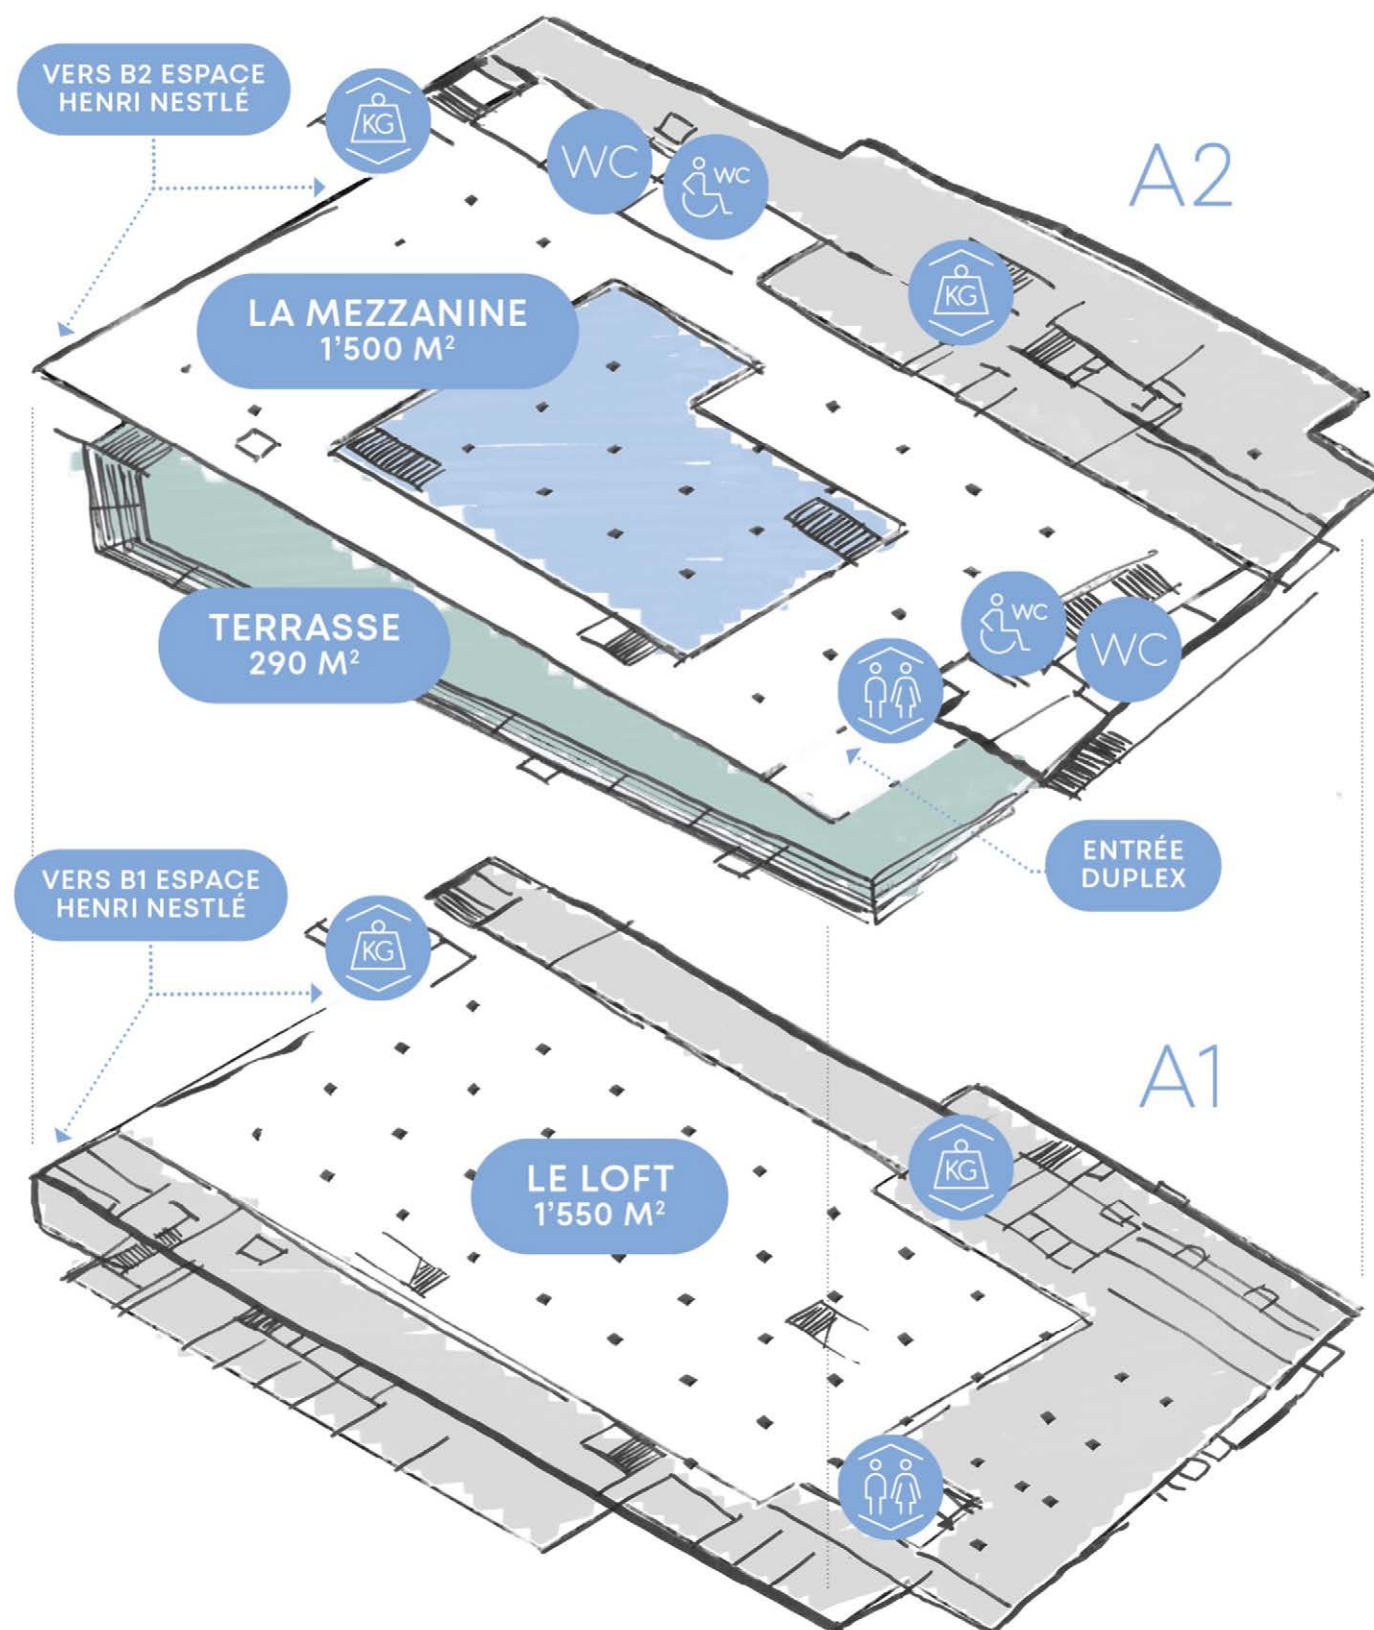 VERS B2 ESPACE
HENRI NESTLÉ
KG
WC
WC
A2
KG
LA MEZZANINE
1'500 M²
TERRASSE
290 M²
WC
WC
ENTRÉE
DUPLEX
VERS B1 ESPACE
HENRI NESTLÉ
KG
A1
KG
LE LOFT
1'550 M²